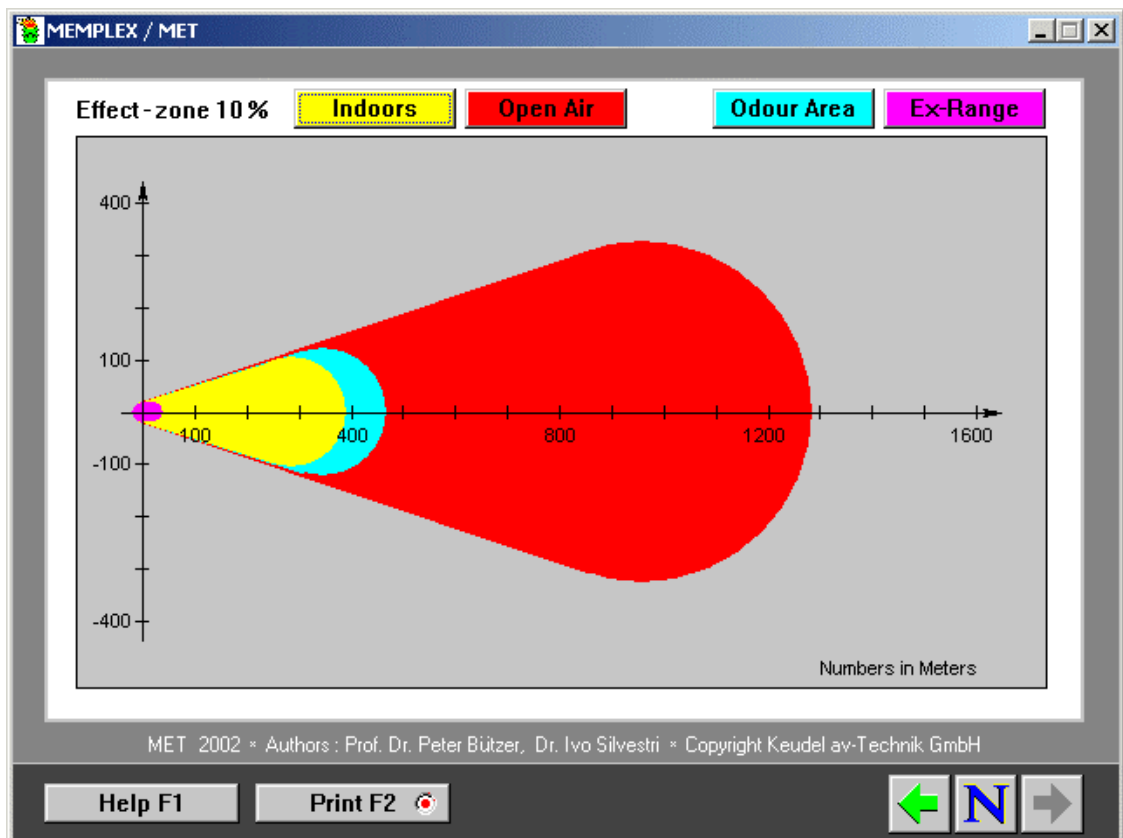 MEMPLEX / MET
Effect-zone 10% Indoors Open Air Odour Area Ex-Range
400
100
100 400 800 1200 1600
-100
-400
Numbers in Meters
MET 2002 * Authors : Prof. Dr. Peter Bützer, Dr. Ivo Silvestri * Copyright Keudel av-Technik GmbH
Help F1 Print F2 N